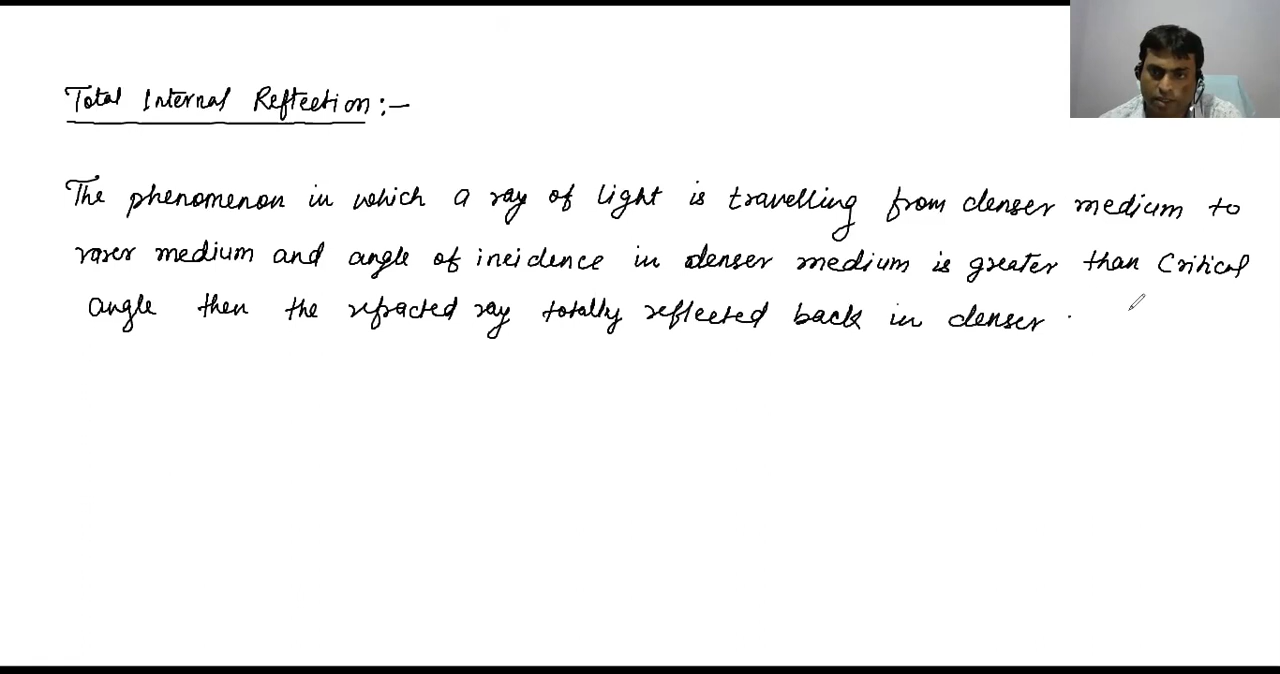 Total Internal Reflection :-
The phenomenon in which a ray of light is travelling from denser medium to
rarer medium and angle of incidence in denser medium is greater than Critical
angle then the refracted ray totally reflected back in denser .